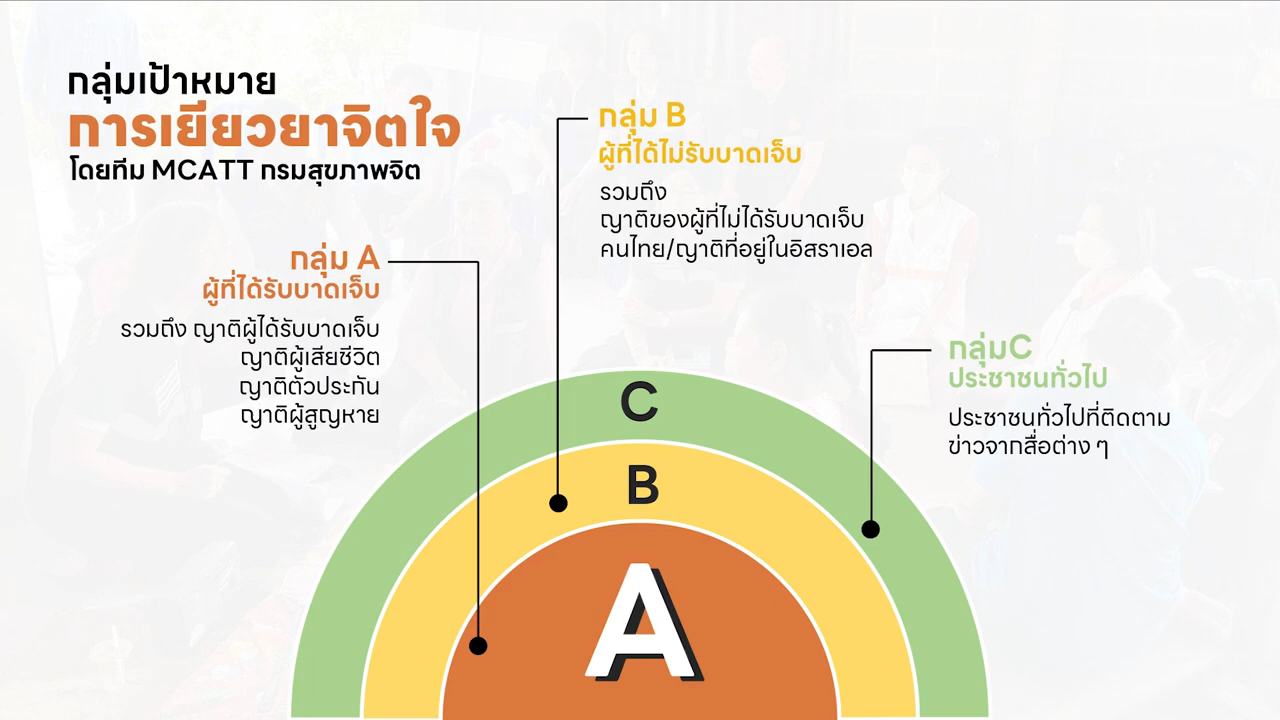 กลุ่มเป้าหมาย
การเยียวยาจิตใจ
โดยทีม MCATT กรมสุขภาพจิต
กลุ่ม A
ผู้ที่ได้รับบาดเจ็บ
รวมถึง ญาติผู้ได้รับบาดเจ็บ
ญาติผู้เสียชีวิต
ญาติตัวประกัน
ญาติผู้สูญหาย
กลุ่ม B
ผู้ที่ได้ไม่รับบาดเจ็บ
รวมถึง
ญาติของผู้ที่ไม่ได้รับบาดเจ็บ
คนไทย/ญาติที่อยู่ในอิสราเอล
กลุ่มC
ประชาชนทั่วไป
ประชาชนทั่วไปที่ติดตาม
ข่าวจากสื่อต่าง ๆ
C
B
A